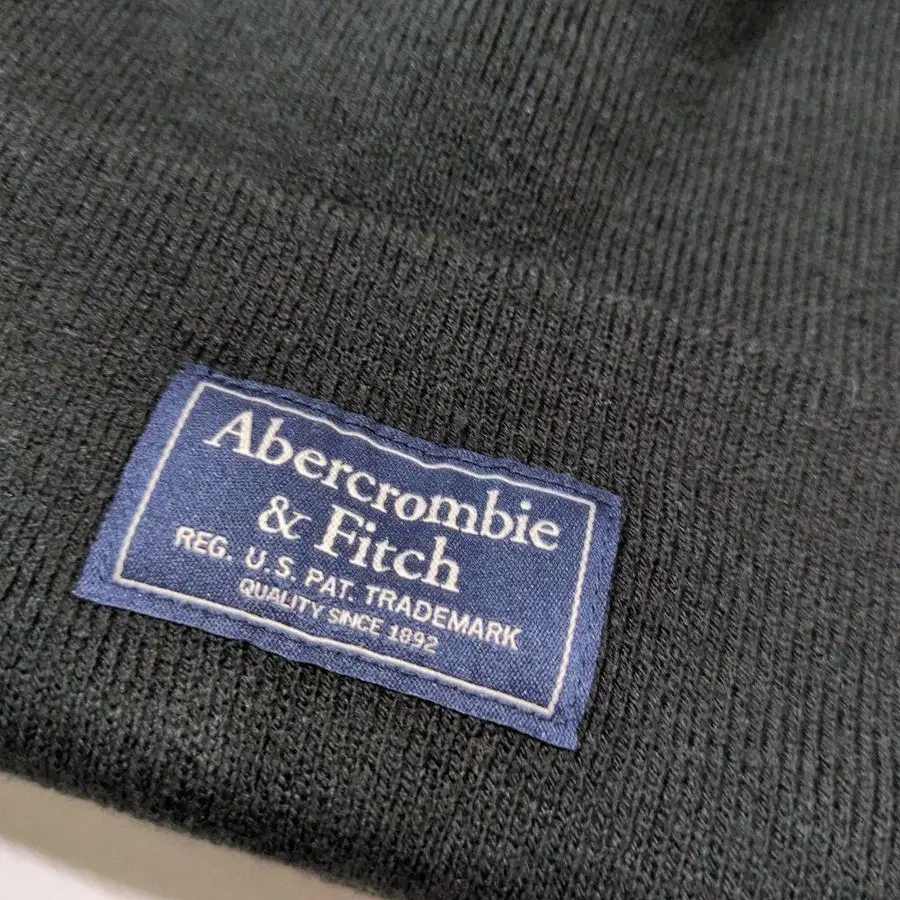 Abercrombie
& Fitch
REG. U.S. PAT. TRADEMARK
QUALITY SINCE 1892